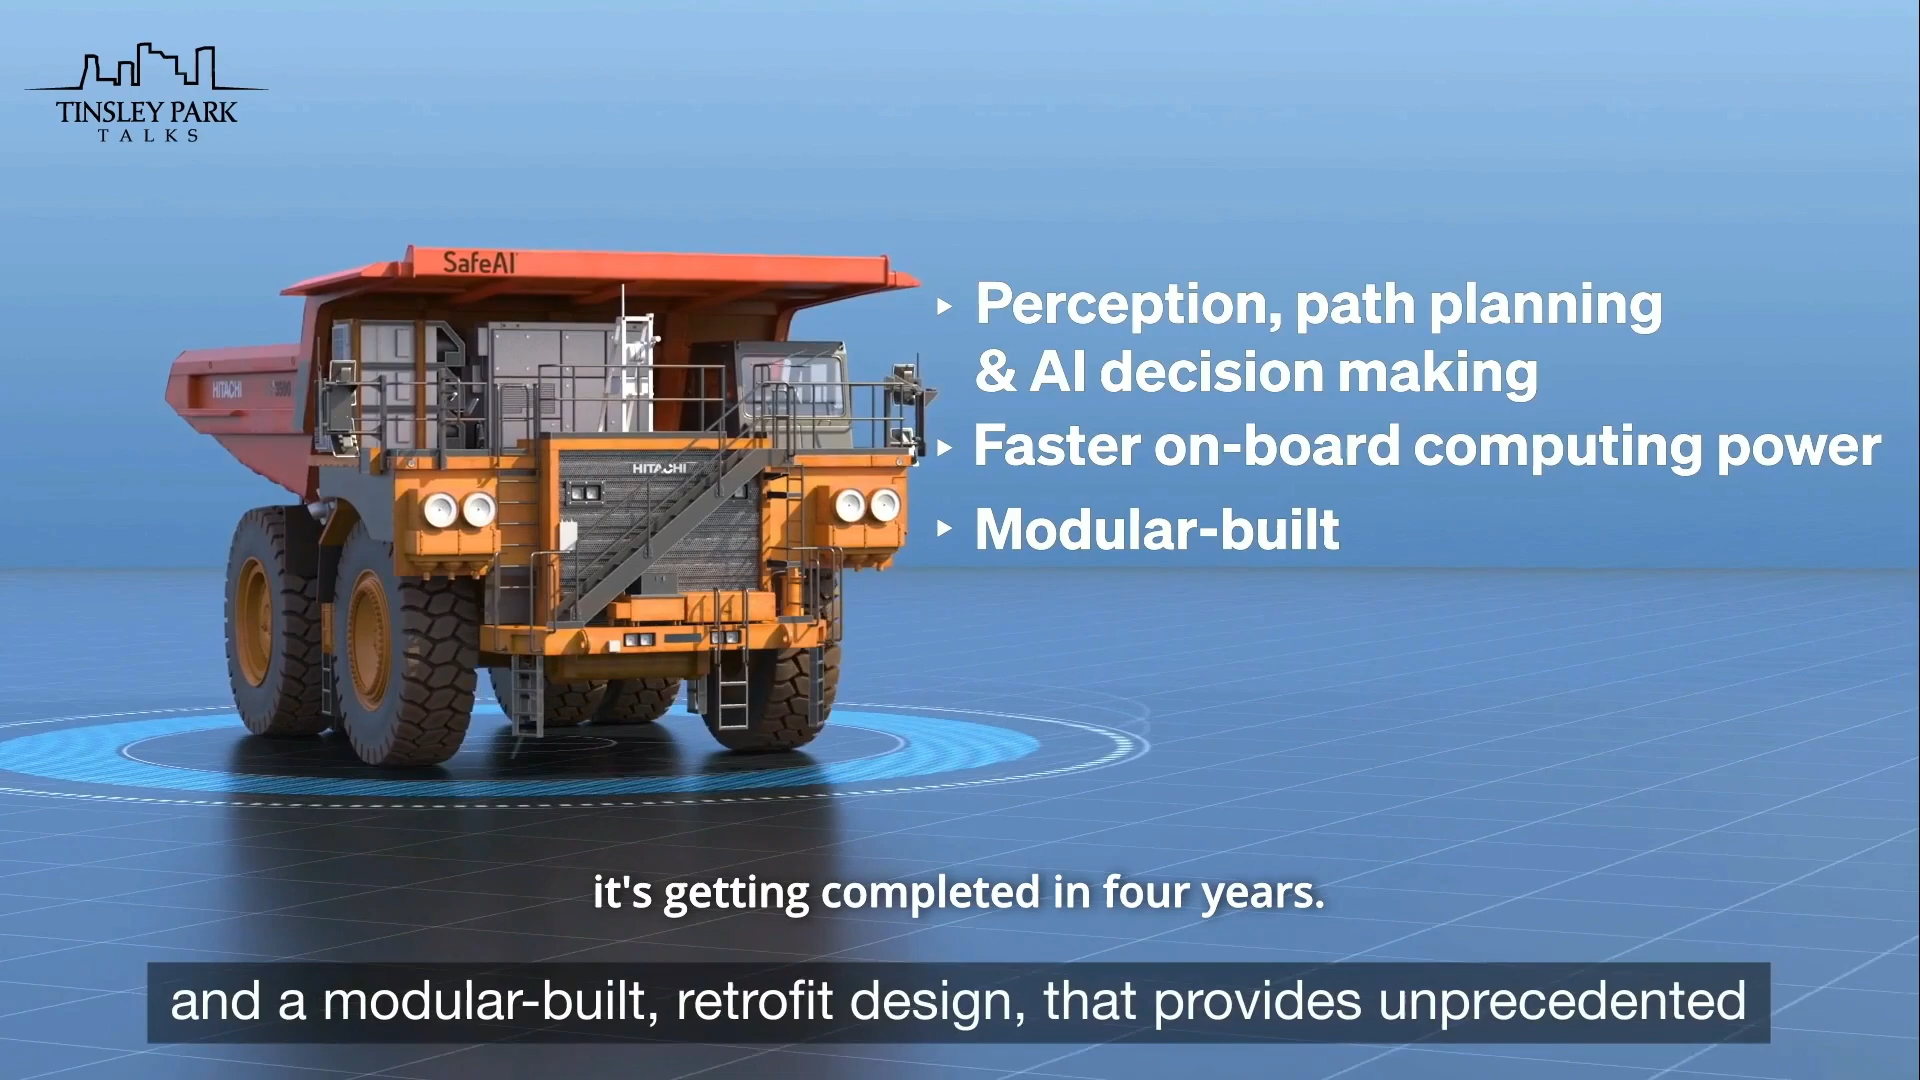 TINSLEY PARK
TALKS
SafeAI
HITACHI
HITACHI
▸ Perception, path planning
& AI decision making
▸ Faster on-board computing power
▸ Modular-built
it's getting completed in four years.
and a modular-built, retrofit design, that provides unprecedented